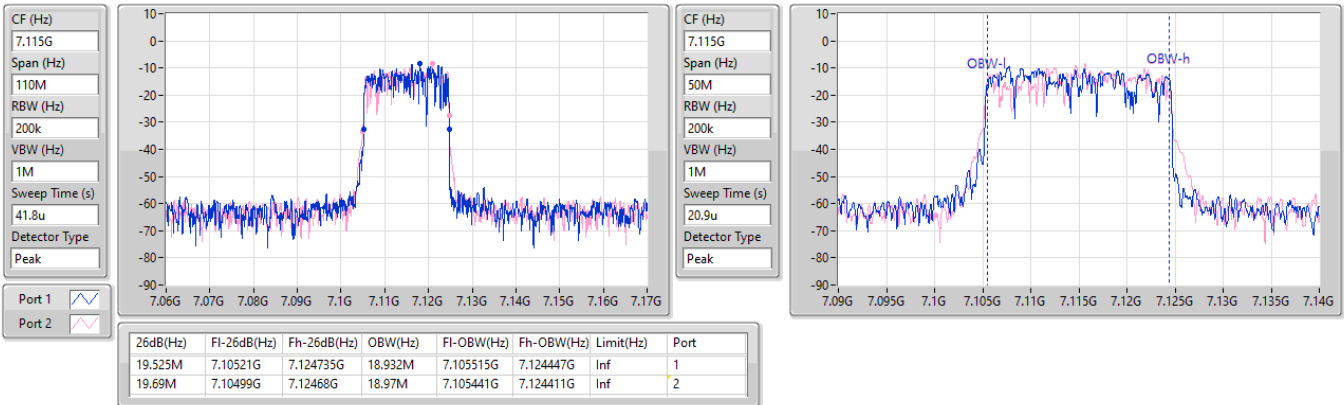 CF (Hz)
7.115G
Span (Hz)
110M
RBW (Hz)
200k
VBW (Hz)
1M
Sweep Time (s)
41.8u
Detector Type
Peak
Port 1
Port 2
10
0
-10
-20
-30
-40
-50
-60
-70
-80
-90
7.06G 7.07G 7.08G 7.09G 7.1G 7.11G 7.12G 7.13G 7.14G 7.15G 7.16G 7.17G
CF (Hz)
7.115G
Span (Hz)
50M
RBW (Hz)
200k
VBW (Hz)
1M
Sweep Time (s)
20.9u
Detector Type
Peak
10
0
-10
-20
-30
-40
-50
-60
-70
-80
-90
OBW-l
OBW-h
7.09G 7.095G 7.1G 7.105G 7.11G 7.115G 7.12G 7.125G 7.13G 7.135G 7.14G
26dB(Hz) Fl-26dB(Hz) Fh-26dB(Hz) OBW(Hz) Fl-OBW(Hz) Fh-OBW(Hz) Limit(Hz) Port
19.525M 7.10521G 7.124735G 18.932M 7.105515G 7.124447G Inf 1
19.69M 7.10499G 7.12468G 18.97M 7.105441G 7.124411G Inf 2